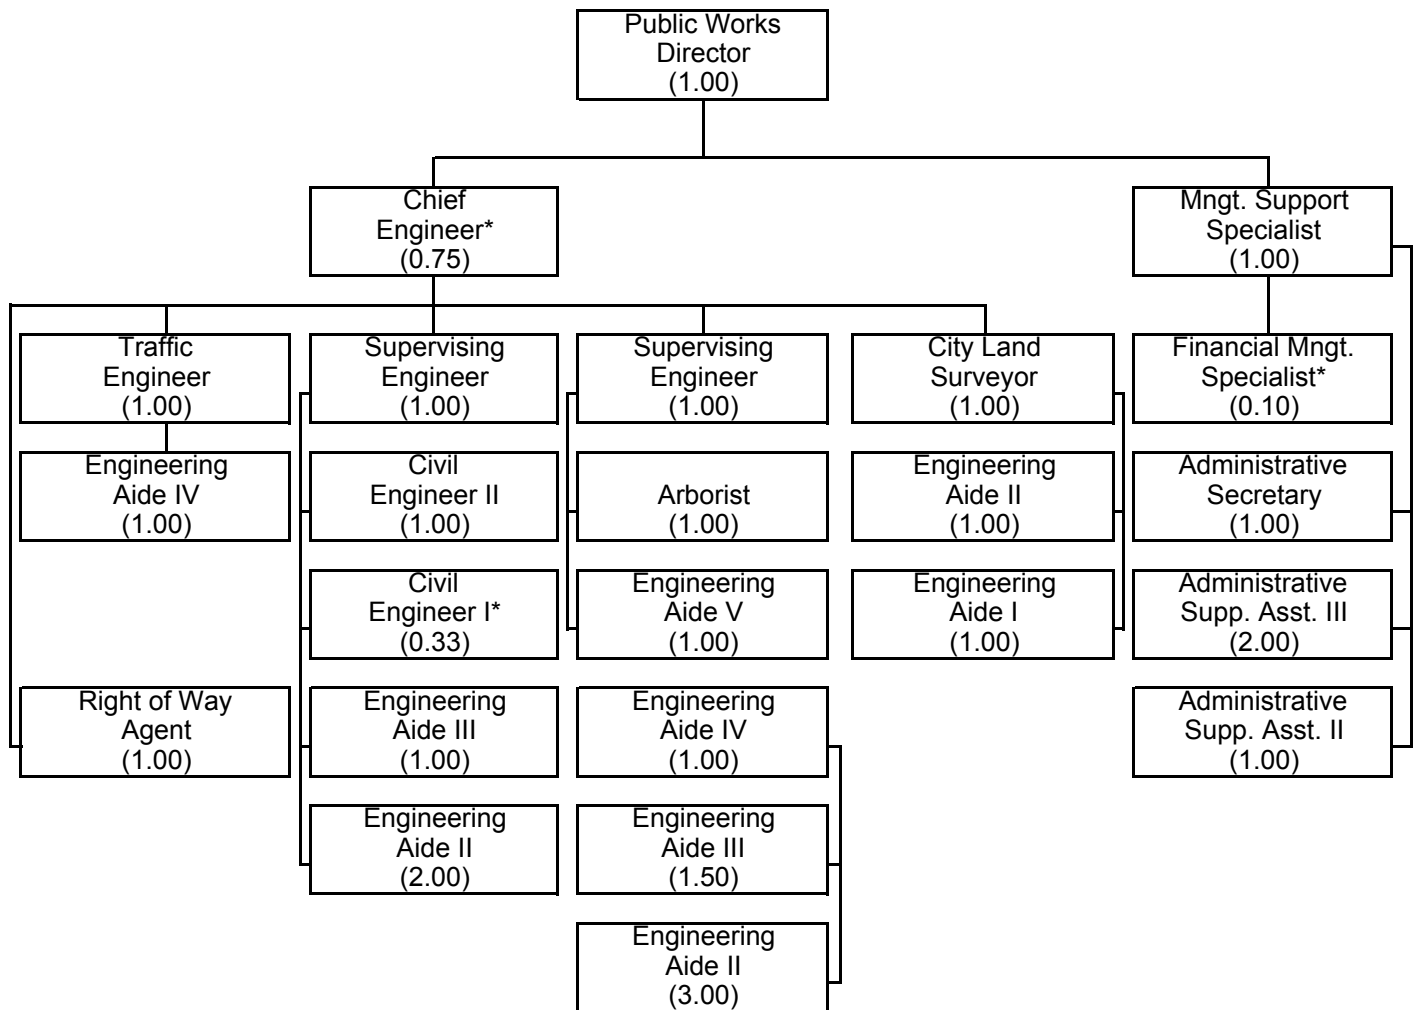 Public Works
Director
(1.00)
Chief
Engineer*
(0.75)
Mngt. Support
Specialist
(1.00)
Traffic
Engineer
(1.00)
Supervising
Engineer
(1.00)
Supervising
Engineer
(1.00)
City Land
Surveyor
(1.00)
Financial Mngt.
Specialist*
(0.10)
Engineering
Aide IV
(1.00)
Civil
Engineer II
(1.00)
Arborist
(1.00)
Engineering
Aide II
(1.00)
Administrative
Secretary
(1.00)
Civil
Engineer I*
(0.33)
Engineering
Aide V
(1.00)
Engineering
Aide I
(1.00)
Administrative
Supp. Asst. III
(2.00)
Right of Way
Agent
(1.00)
Engineering
Aide III
(1.00)
Engineering
Aide IV
(1.00)
Administrative
Supp. Asst. II
(1.00)
Engineering
Aide II
(2.00)
Engineering
Aide III
(1.50)
Engineering
Aide II
(3.00)